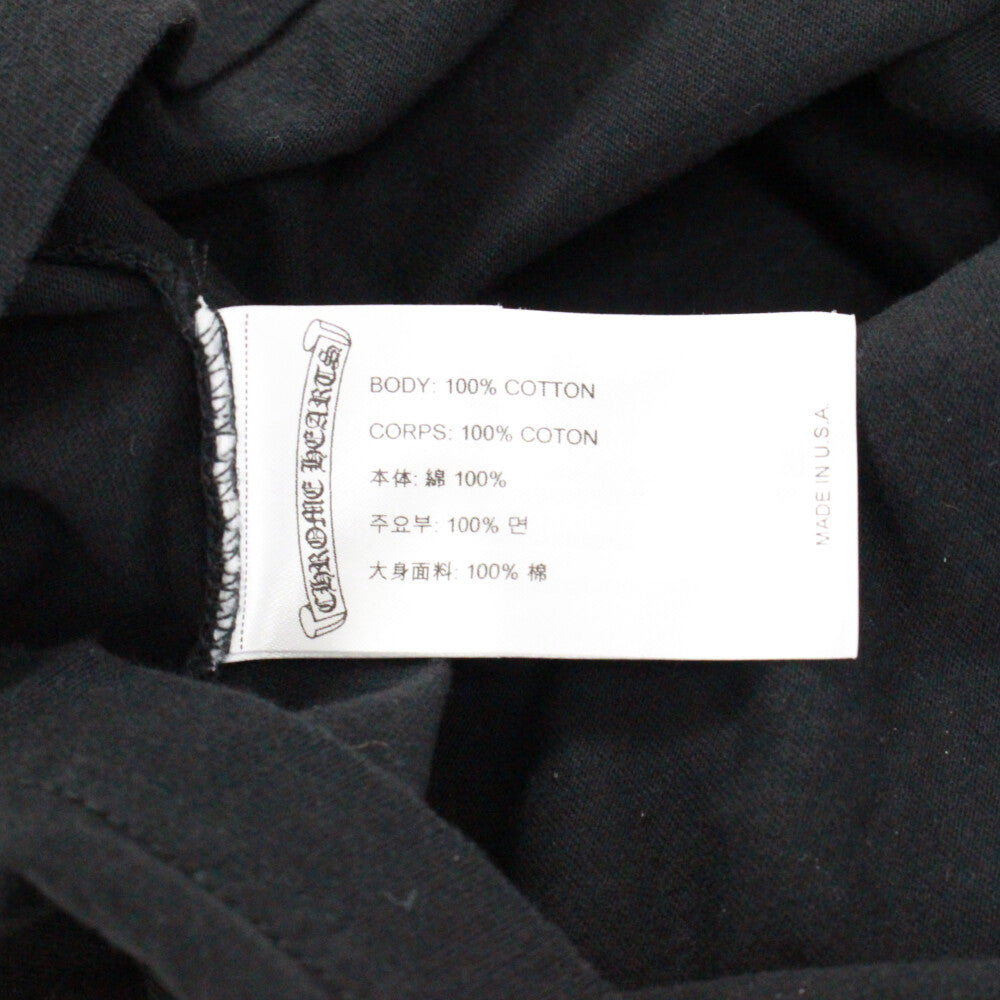 CHROME HEARTS
BODY: 100% COTTON
CORPS: 100% COTON
本体: 綿 100%
주요부: 100% 면
大身面料: 100% 棉
MADE IN U.S.A.